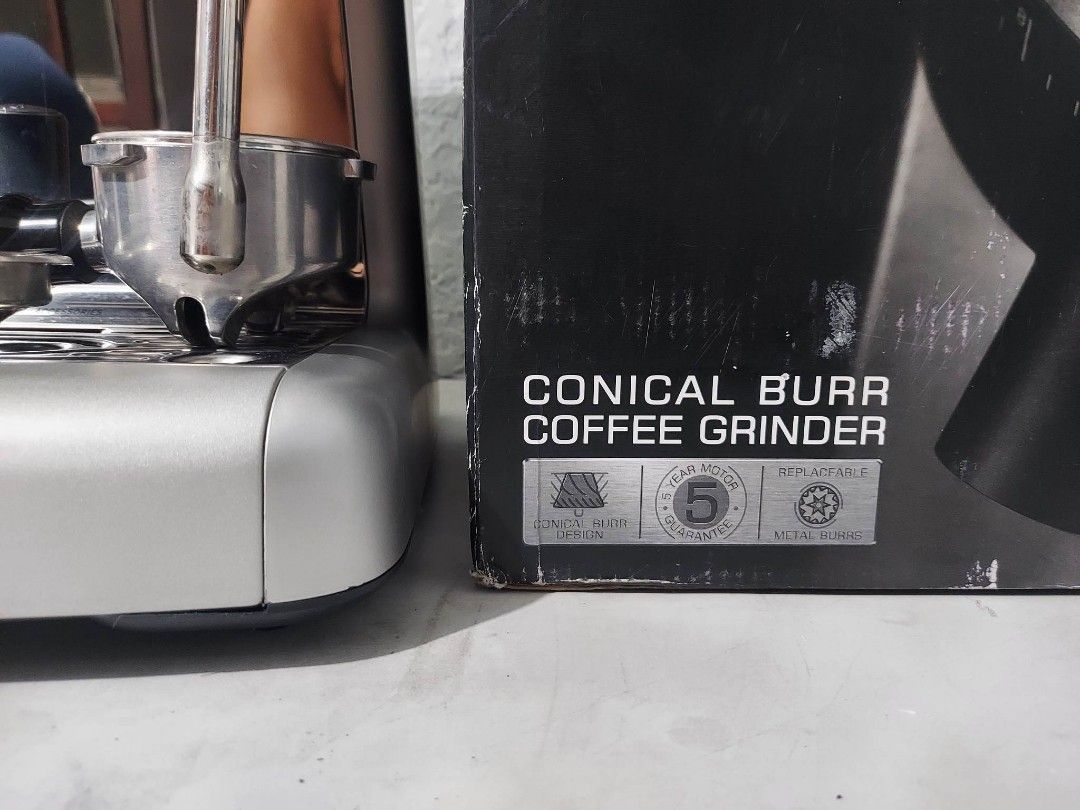 CONICAL BURR
COFFEE GRINDER
CONICAL BURR
DESIGN
5 YEAR MOTOR
5
GUARANTEE
REPLACEABLE
METAL BURRS